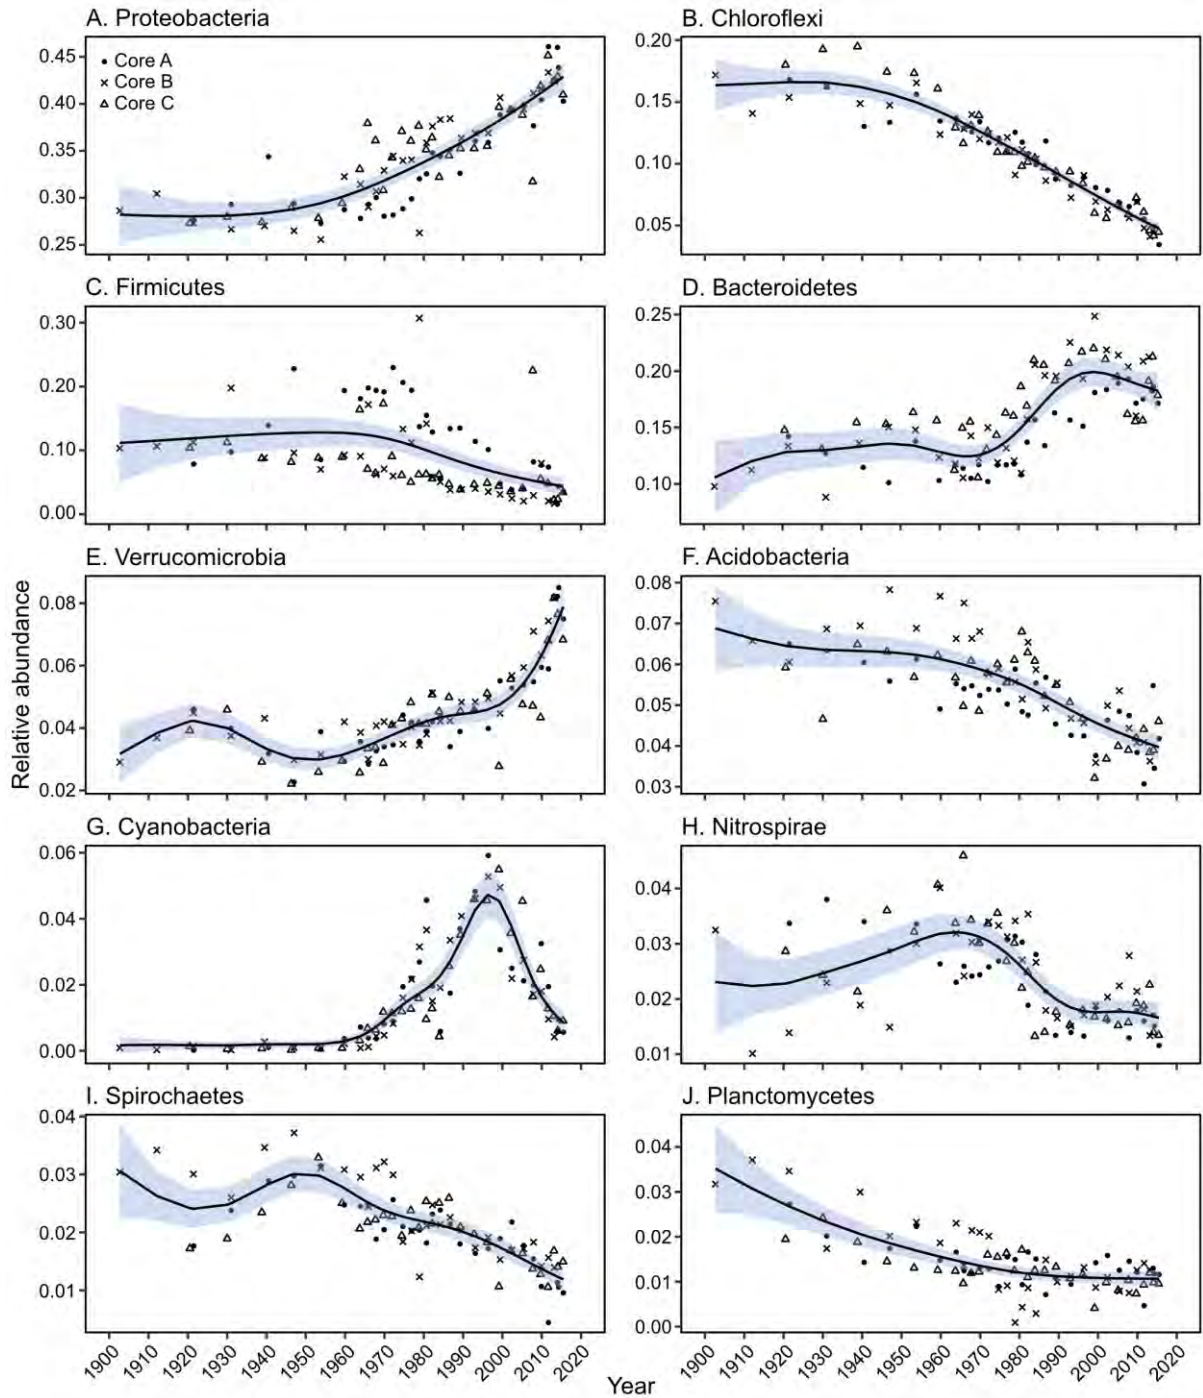 A. Proteobacteria
0.45
0.40
0.35
0.30
0.25
Core A
Core B
Core C
B. Chloroflexi
0.20
0.15
0.10
0.05
C. Firmicutes
0.30
0.20
0.10
0.00
D. Bacteroidetes
0.25
0.20
0.15
0.10
E. Verrucomicrobia
0.08
0.06
0.04
0.02
F. Acidobacteria
0.08
0.07
0.06
0.05
0.04
0.03
Relative abundance
G. Cyanobacteria
0.06
0.04
0.02
0.00
H. Nitrospirae
0.04
0.03
0.02
0.01
I. Spirochaetes
0.04
0.03
0.02
0.01
J. Planctomycetes
0.04
0.03
0.02
0.01
0.00
1900 1910 1920 1930 1940 1950 1960 1970 1980 1990 2000 2010 2020
1900 1910 1920 1930 1940 1950 1960 1970 1980 1990 2000 2010 2020
Year